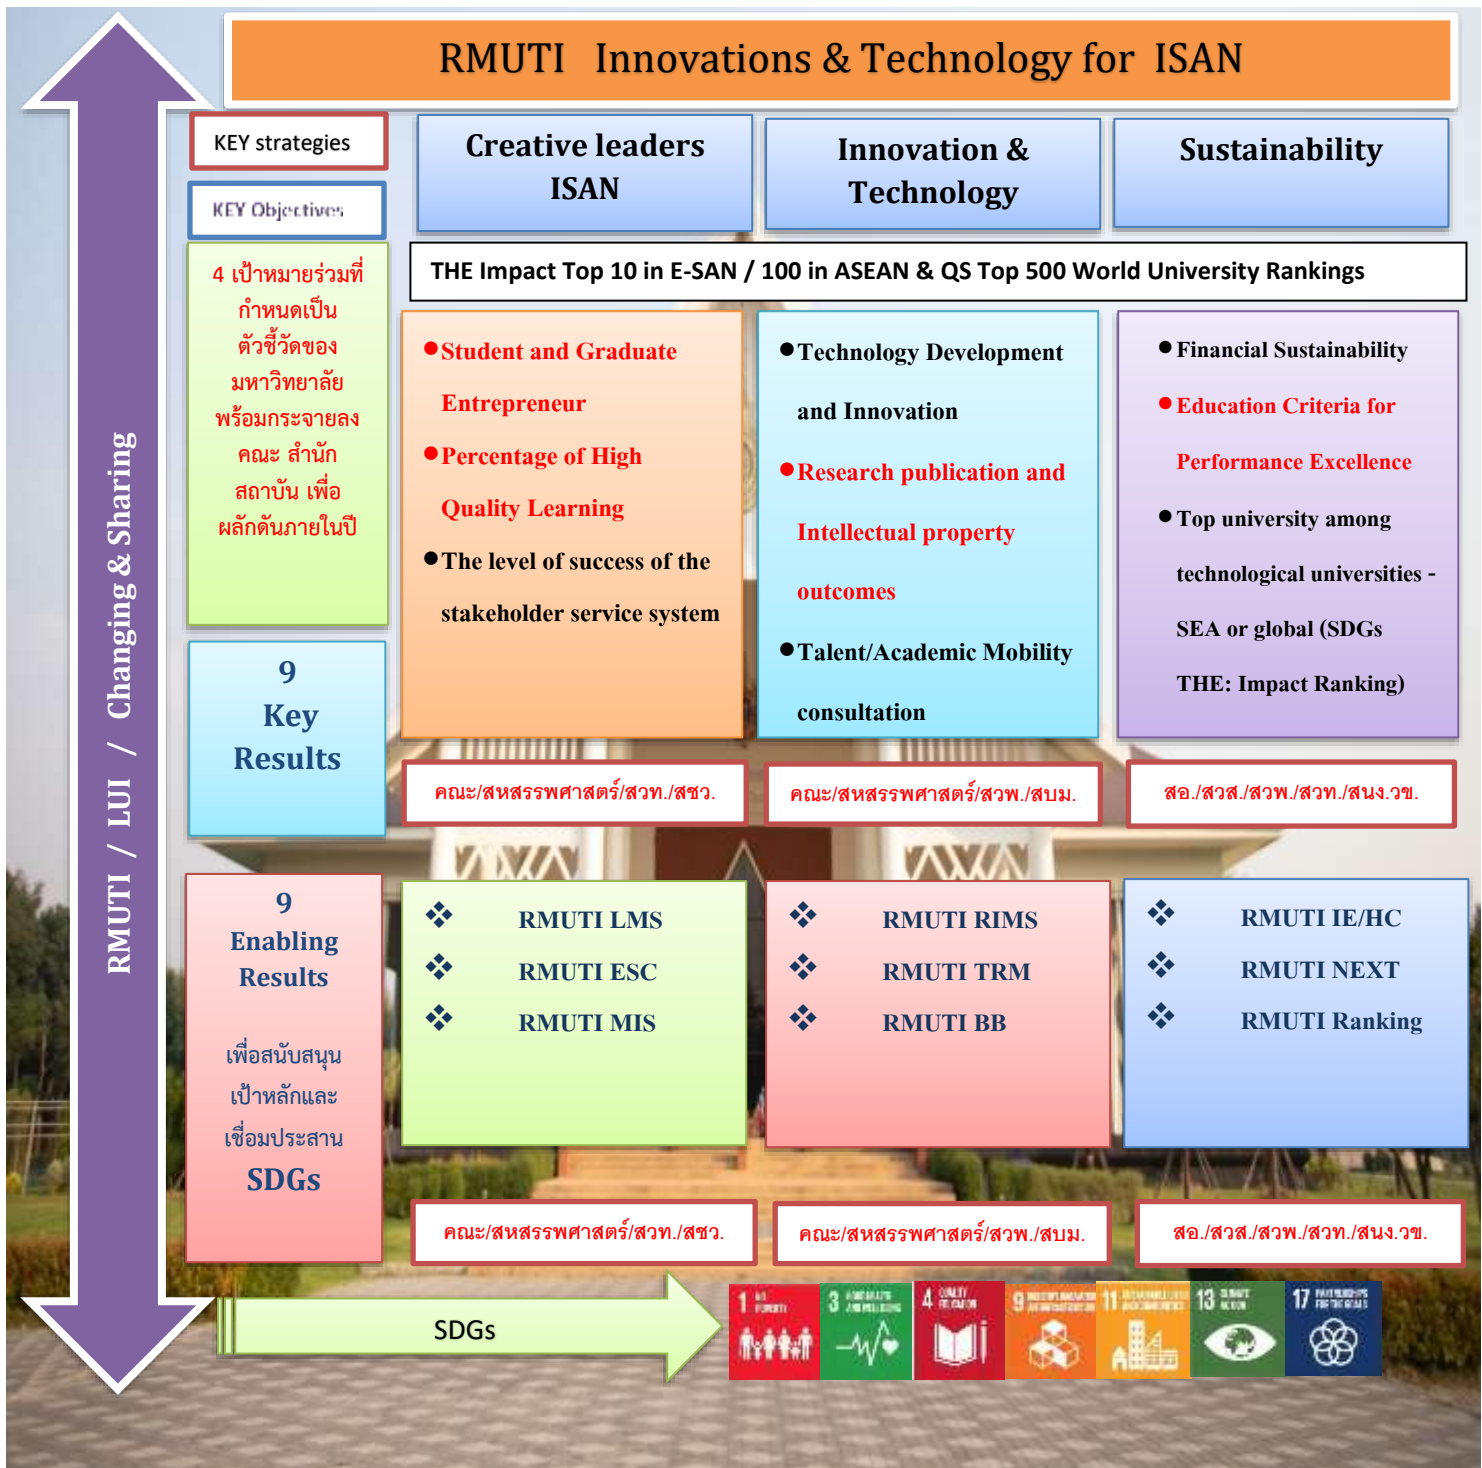 RMUTI Innovations & Technology for ISAN
KEY strategies
KEY Objectives
Creative leaders
ISAN
Innovation &
Technology
Sustainability
THE Impact Top 10 in E-SAN / 100 in ASEAN & QS Top 500 World University Rankings
4 เป้าหมายร่วมที่
กำหนดเป็น
ตัวชี้วัดของ
มหาวิทยาลัย
พร้อมกระจายลง
คณะ สำนัก
สถาบัน เพื่อ
ผลักดันภายในปี
●Student and Graduate
Entrepreneur
●Percentage of High
Quality Learning
●The level of success of the
stakeholder service system
●Technology Development
and Innovation
●Research publication and
Intellectual property
outcomes
●Talent/Academic Mobility
consultation
●Financial Sustainability
●Education Criteria for
Performance Excellence
●Top university among
technological universities -
SEA or global (SDGs
THE: Impact Ranking)
9
Key
Results
คณะ/สหสรรพศาสตร์/สวท./สชว.
คณะ/สหสรรพศาสตร์/สวพ./สบม.
สอ./สวส./สวพ./สวท./สนง.วข.
9
Enabling
Results
เพื่อสนับสนุน
เป้าหลักและ
เชื่อมประสาน
SDGs
❖ RMUTI LMS
❖ RMUTI ESC
❖ RMUTI MIS
❖ RMUTI RIMS
❖ RMUTI TRM
❖ RMUTI BB
❖ RMUTI IE/HC
❖ RMUTI NEXT
❖ RMUTI Ranking
คณะ/สหสรรพศาสตร์/สวท./สชว.
คณะ/สหสรรพศาสตร์/สวพ./สบม.
สอ./สวส./สวพ./สวท./สนง.วข.
RMUTI / LUI / Changing & Sharing
SDGs
1 NO
POVERTY
3 GOOD HEALTH
AND WELL-BEING
4 QUALITY
EDUCATION
9
11
13 CLIMATE
ACTION
17 PARTNERSHIPS
FOR THE GOALS